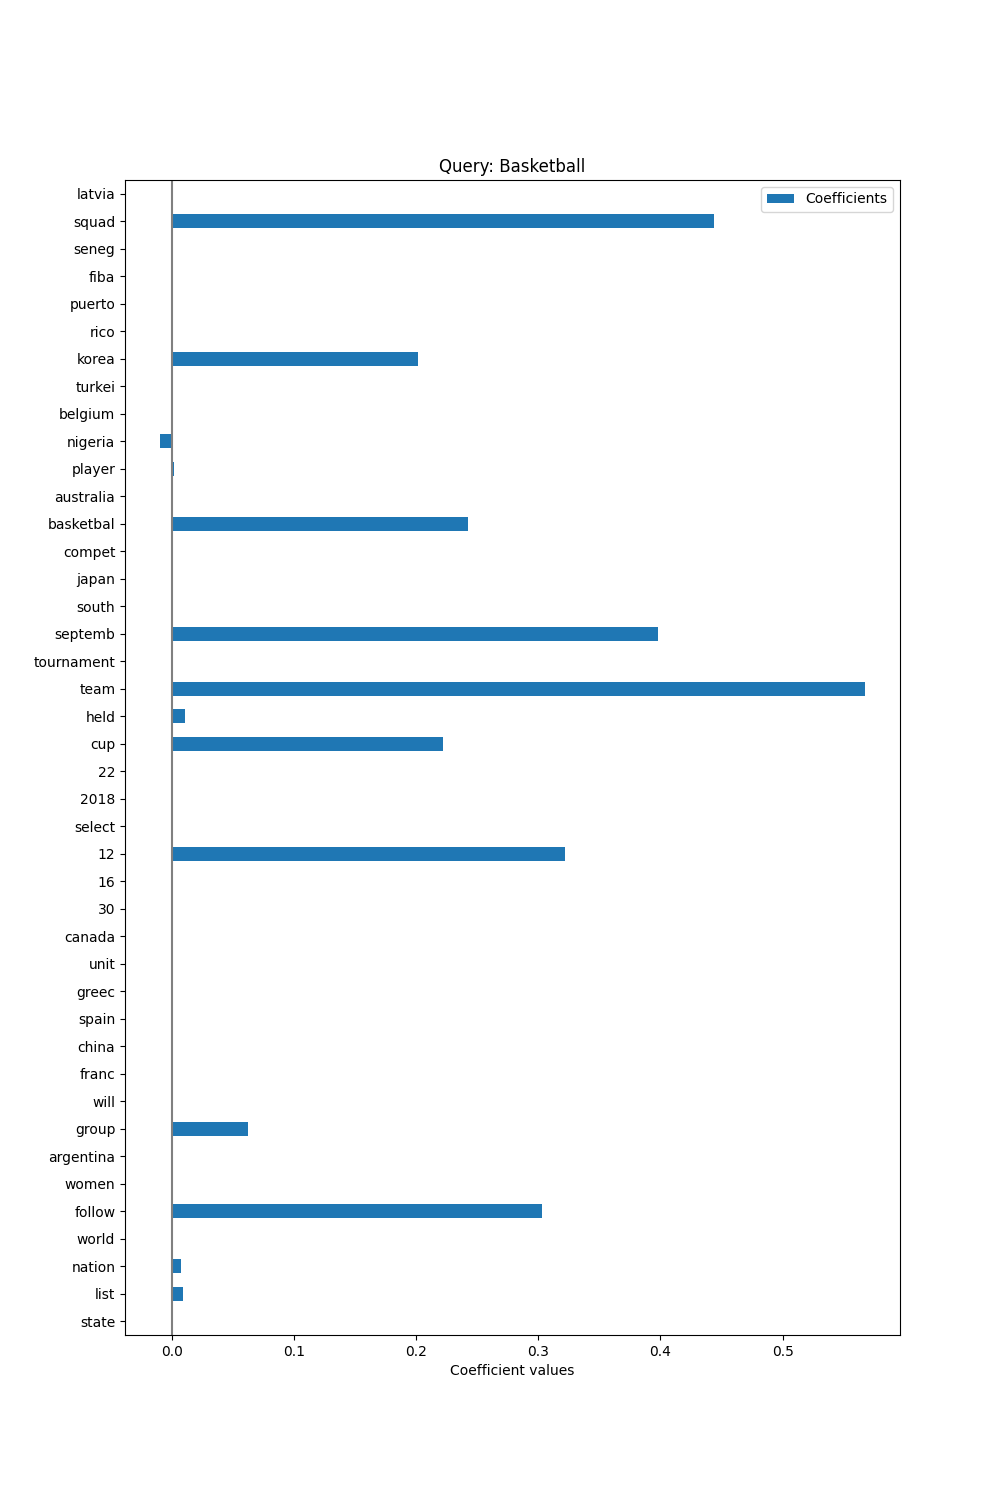 Query: Basketball
Coefficients
latvia
squad
seneg
fiba
puerto
rico
korea
turkei
belgium
nigeria
player
australia
basketbal
compet
japan
south
septemb
tournament
team
held
cup
22
2018
select
12
16
30
canada
unit
greec
spain
china
franc
will
group
argentina
women
follow
world
nation
list
state
0.0 0.1 0.2 0.3 0.4 0.5
Coefficient values